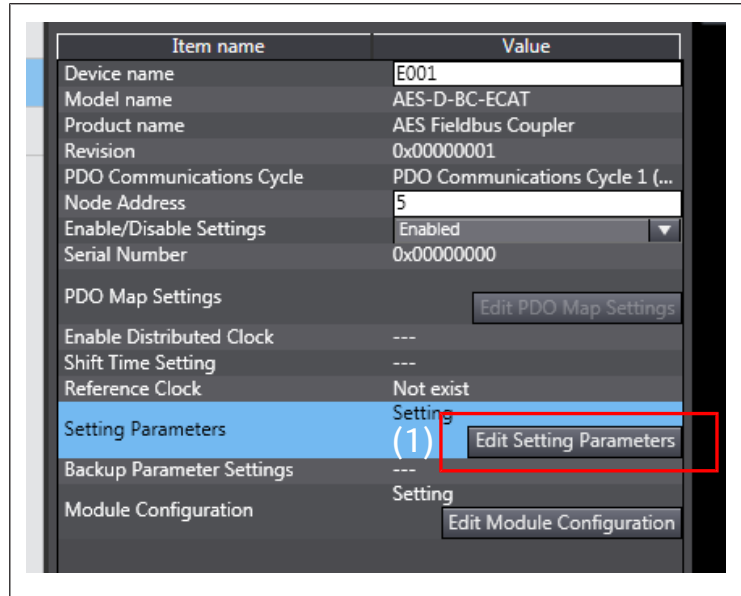 Item name Value
Device name E001
Model name AES-D-BC-ECAT
Product name AES Fieldbus Coupler
Revision 0x00000001
PDO Communications Cycle PDO Communications Cycle 1 (...
Node Address 5
Enable/Disable Settings Enabled
Serial Number 0x00000000
PDO Map Settings Edit PDO Map Settings
Enable Distributed Clock ---
Shift Time Setting ---
Reference Clock Not exist
Setting Parameters Setting
(1) Edit Setting Parameters
Backup Parameter Settings ---
Module Configuration Setting
Edit Module Configuration